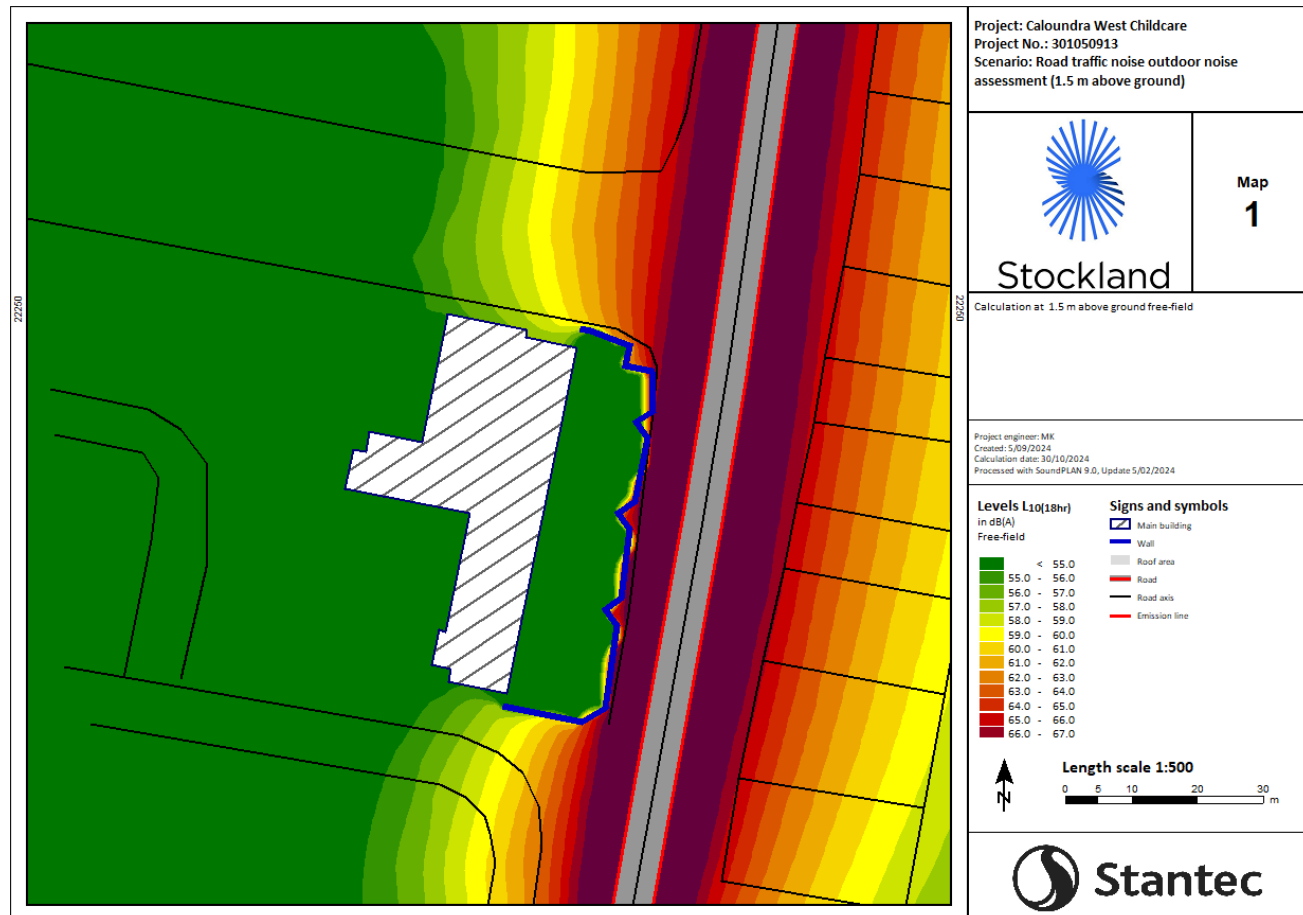 Project: Caloundra West Childcare
Project No.: 301050913
Scenario: Road traffic noise outdoor noise
assessment (1.5 m above ground)
Stockland
Map
1
22250
22250
Calculation at 1.5 m above ground free-field
Project engineer: MK
Created: 5/09/2024
Calculation date: 30/10/2024
Processed with SoundPLAN 9.0, Update 5/02/2024
Levels L10(18hr)
in dB(A)
Free-field
< 55.0
55.0 - 56.0
56.0 - 57.0
57.0 - 58.0
58.0 - 59.0
59.0 - 60.0
60.0 - 61.0
61.0 - 62.0
62.0 - 63.0
63.0 - 64.0
64.0 - 65.0
65.0 - 66.0
66.0 - 67.0
Signs and symbols
Main building
Wall
Roof area
Road
Road axis
Emission line
N
Length scale 1:500
0 5 10 20 30
m
Stantec